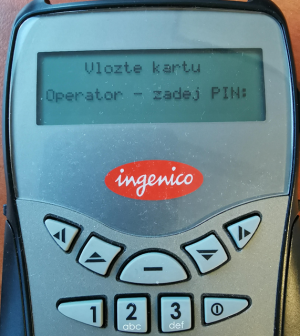 Vlozte kartu
Operator - zadej PIN:
ingenico
1
2
abc
3
def